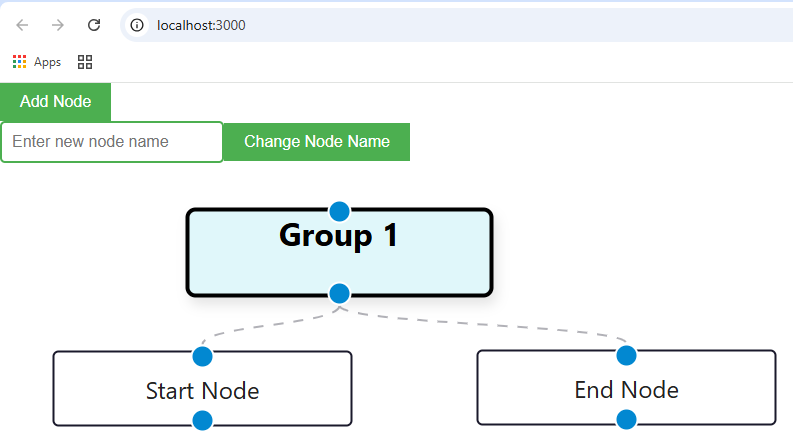 localhost:3000
Apps
Add Node
Enter new node name Change Node Name
Group 1
Start Node End Node